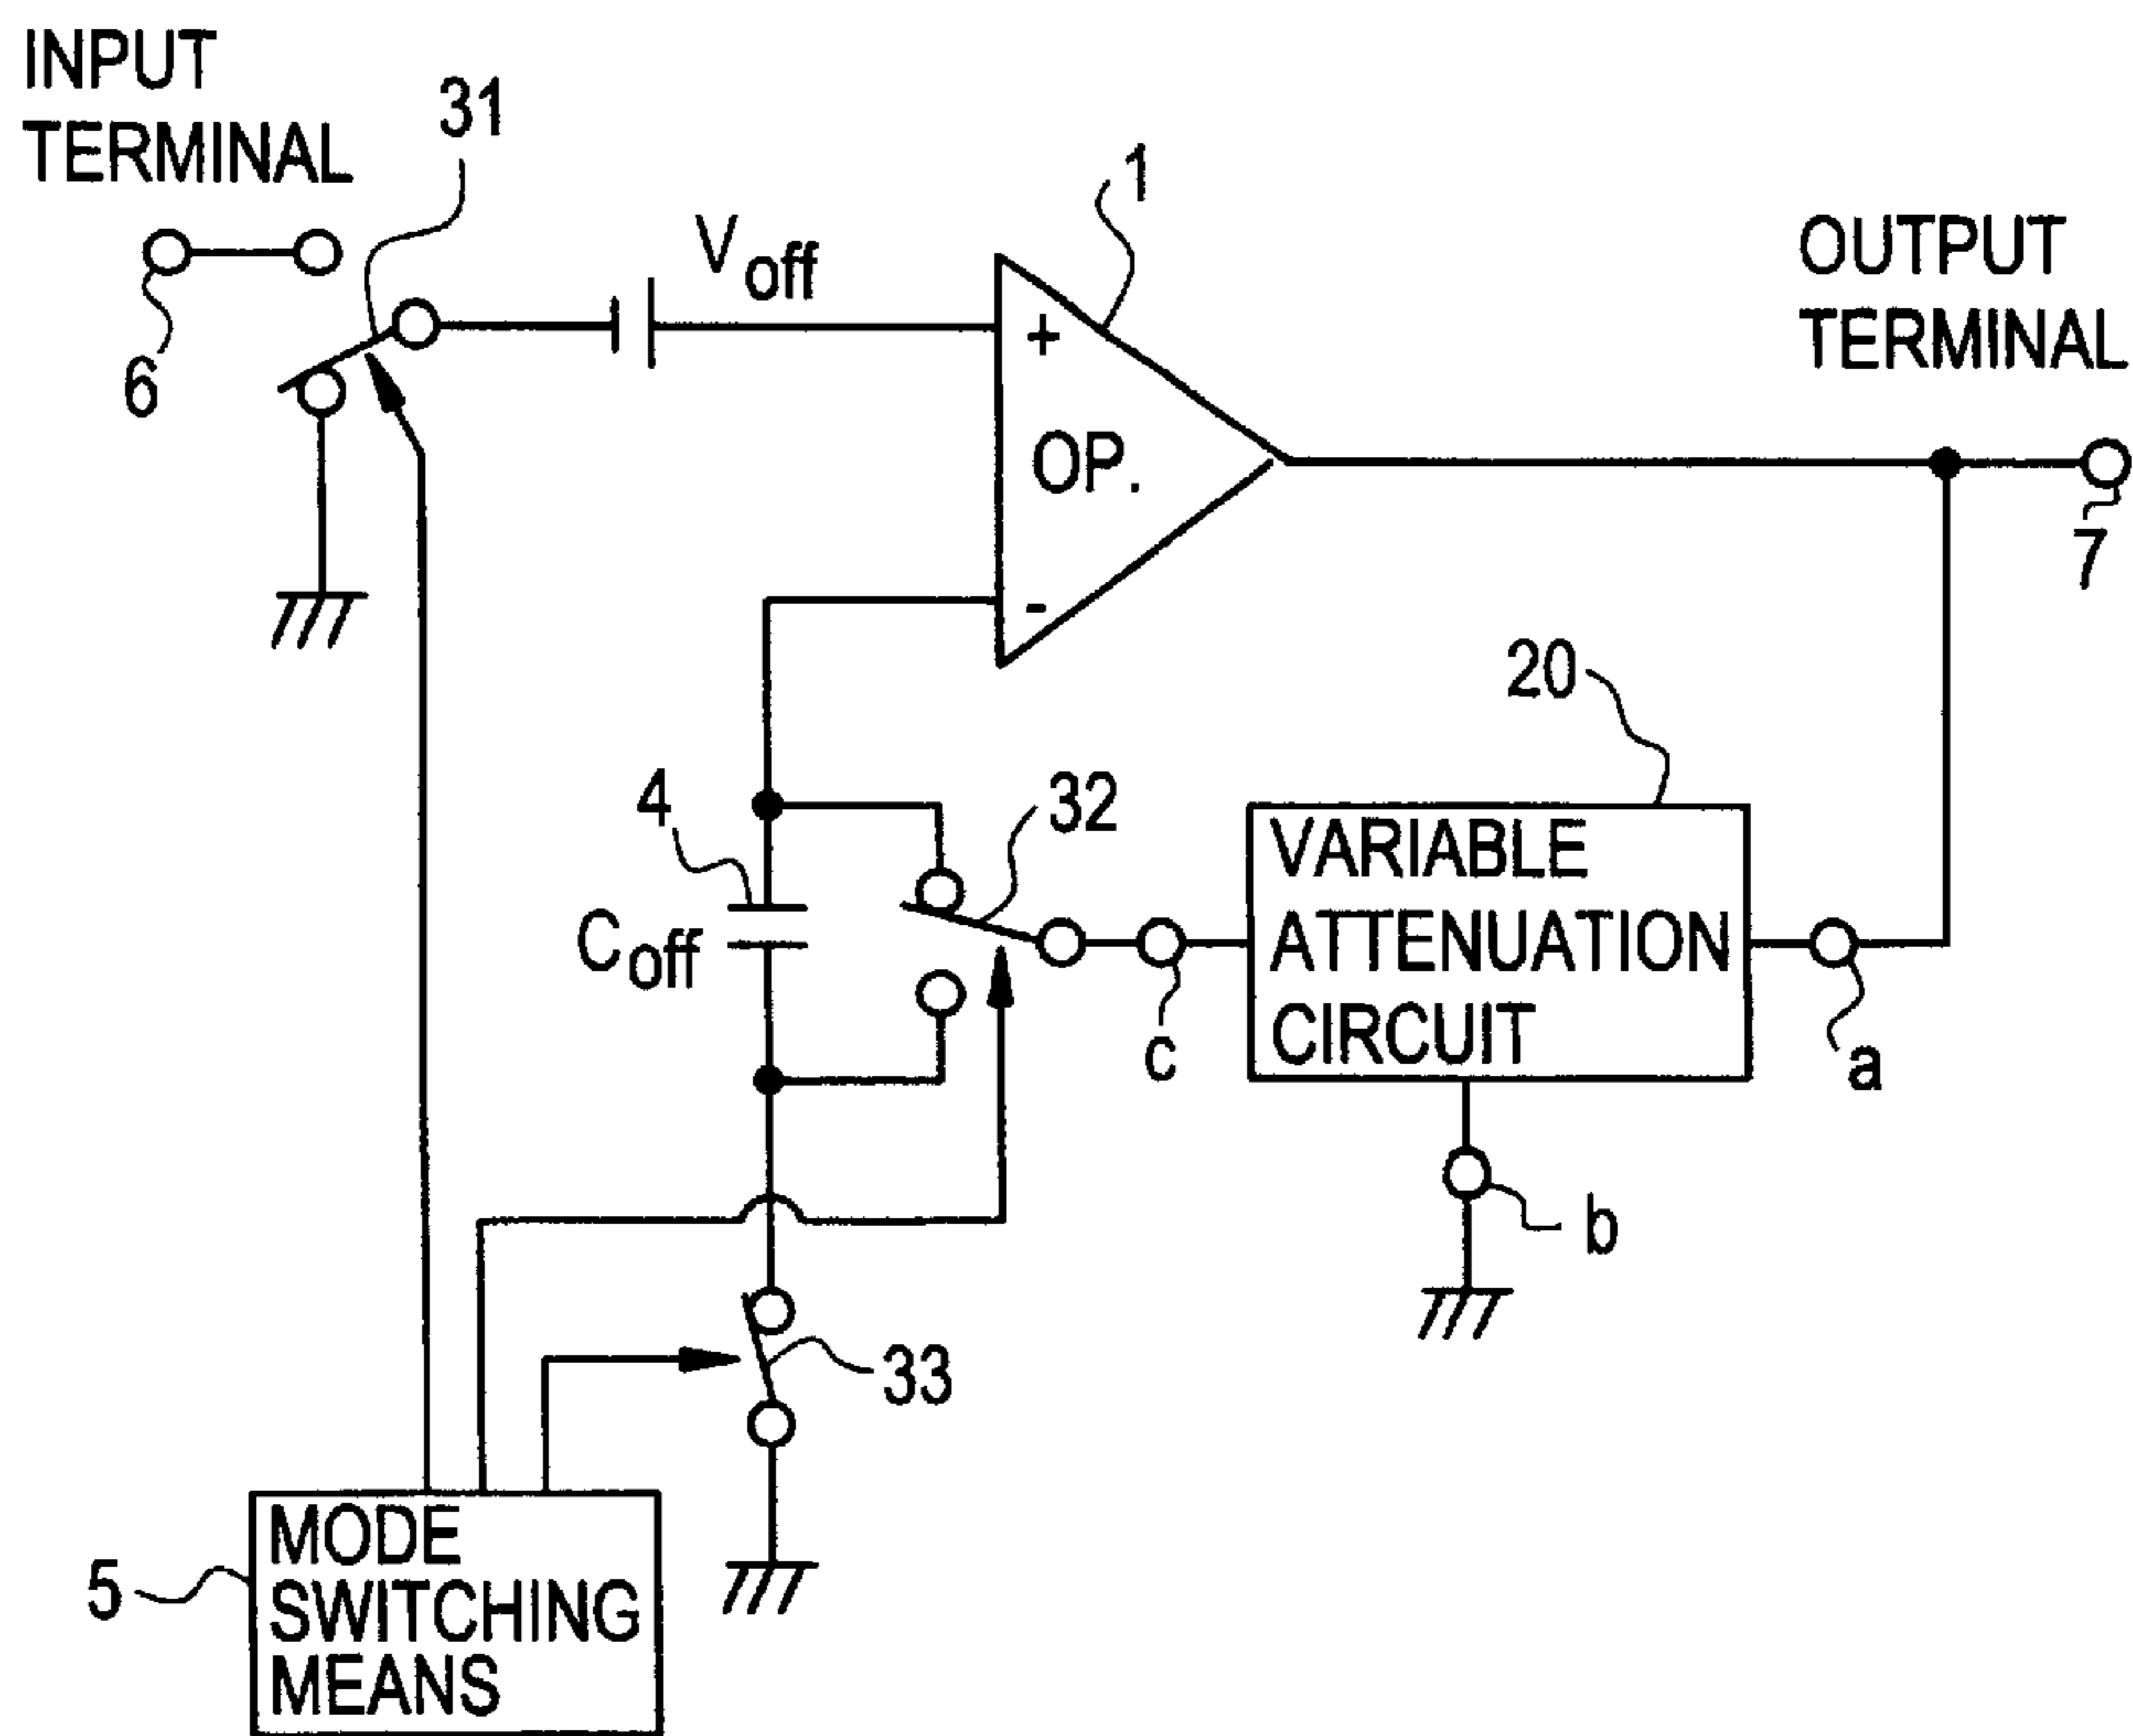 INPUT
TERMINAL
31
6
Voff
1
+
OP.
-
OUTPUT
TERMINAL
7
20
4
Coff
32
c
VARIABLE
ATTENUATION
CIRCUIT
a
b
33
5
MODE
SWITCHING
MEANS